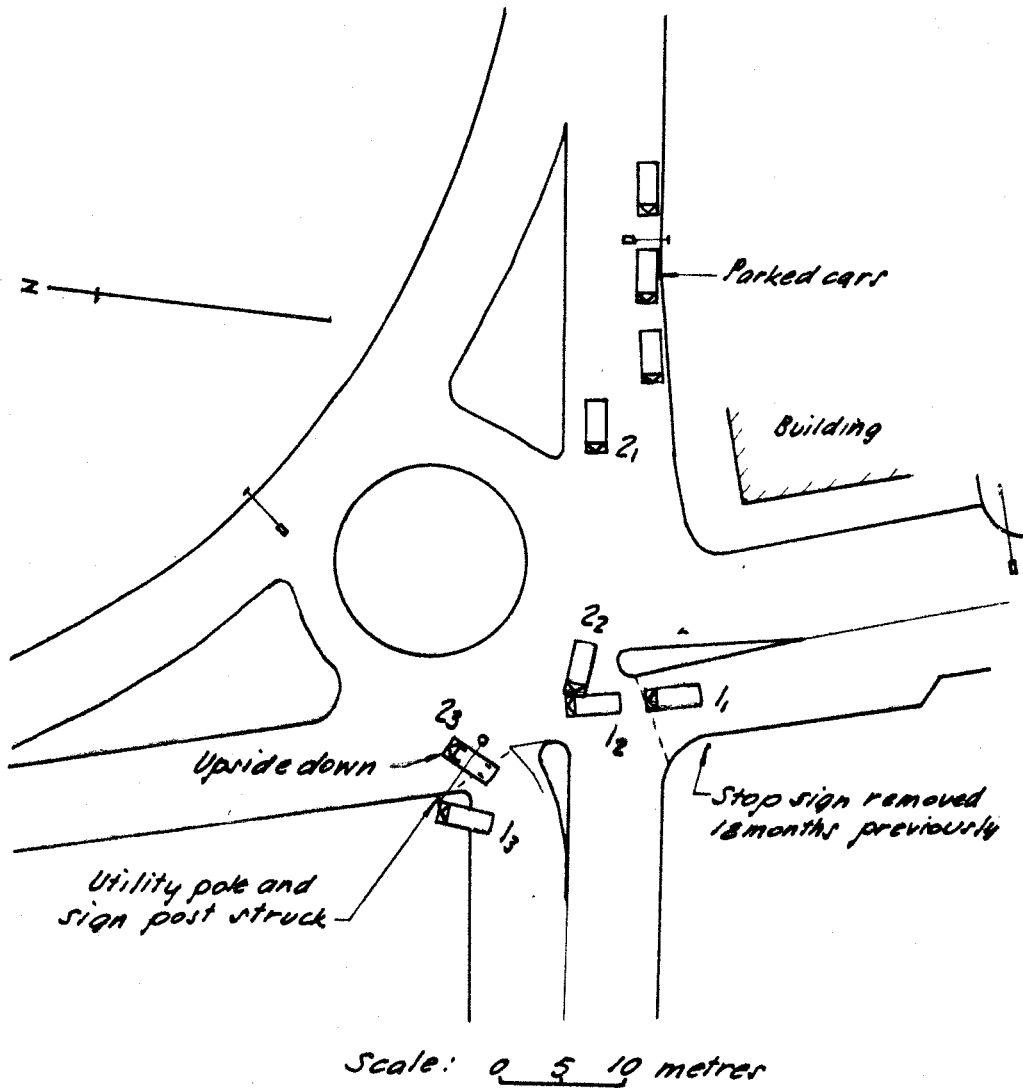 N
Parked cars
Building
2₁
2₂
1₁
1₂
2₃
Upside down
1₃
Stop sign removed
18 months previously
Utility pole and
sign post struck
Scale: 0 5 10 metres